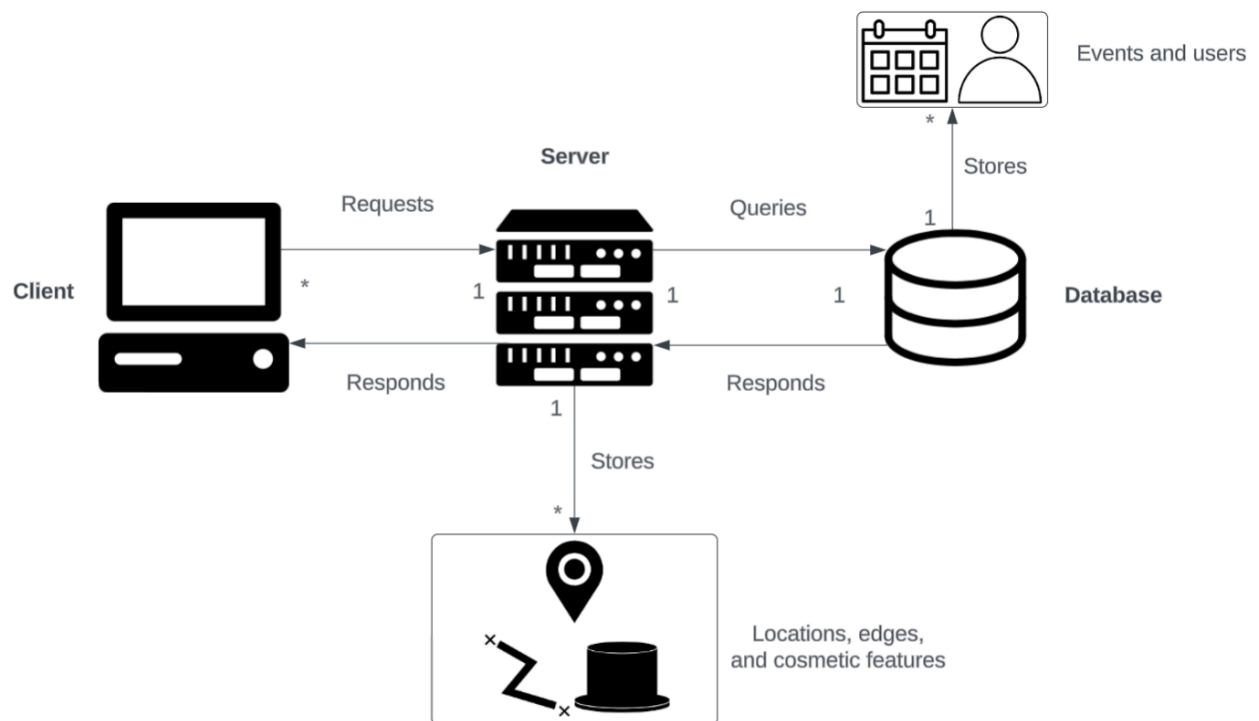 Events and users
*
Stores
1
Server
Requests
Queries
Client
*
1
1
1
Database
Responds
Responds
1
Stores
*
Locations, edges,
and cosmetic features